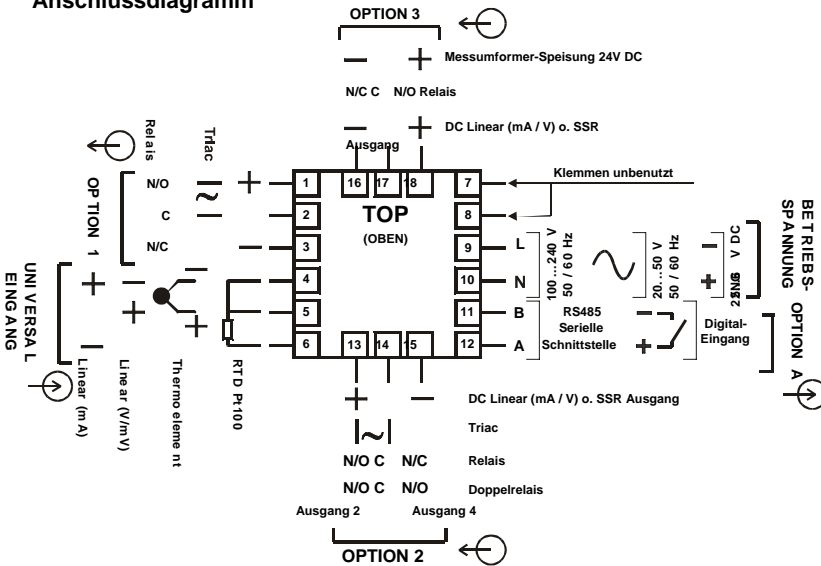 Anschlussdiagramm
OPTION 3
Messumformer-Speisung 24V DC
N/C C N/O Relais
DC Linear (mA / V) o. SSR
Ausgang
Relais
Triac
OPTION 1
N/O
C
N/C
1
2
3
4
5
6
16
17
18
TOP
(OBEN)
7
8
9
10
11
12
13
14
15
Klemmen unbenutzt
L
N
B
A
100 ...240 V
50 / 60 Hz
20...50 V
50 / 60 Hz
V DC
BETRIEBS-
SPANNUNG
RS485
Serielle
Schnittstelle
Digital-
Eingang
OPTION A
UNIVERSAL
EINGANG
Linear (mA)
Linear (V/mV)
Thermoelement
RTD Pt100
DC Linear (mA / V) o. SSR Ausgang
Triac
N/O C N/C Relais
N/O C N/O Doppelrelais
Ausgang 2 Ausgang 4
OPTION 2